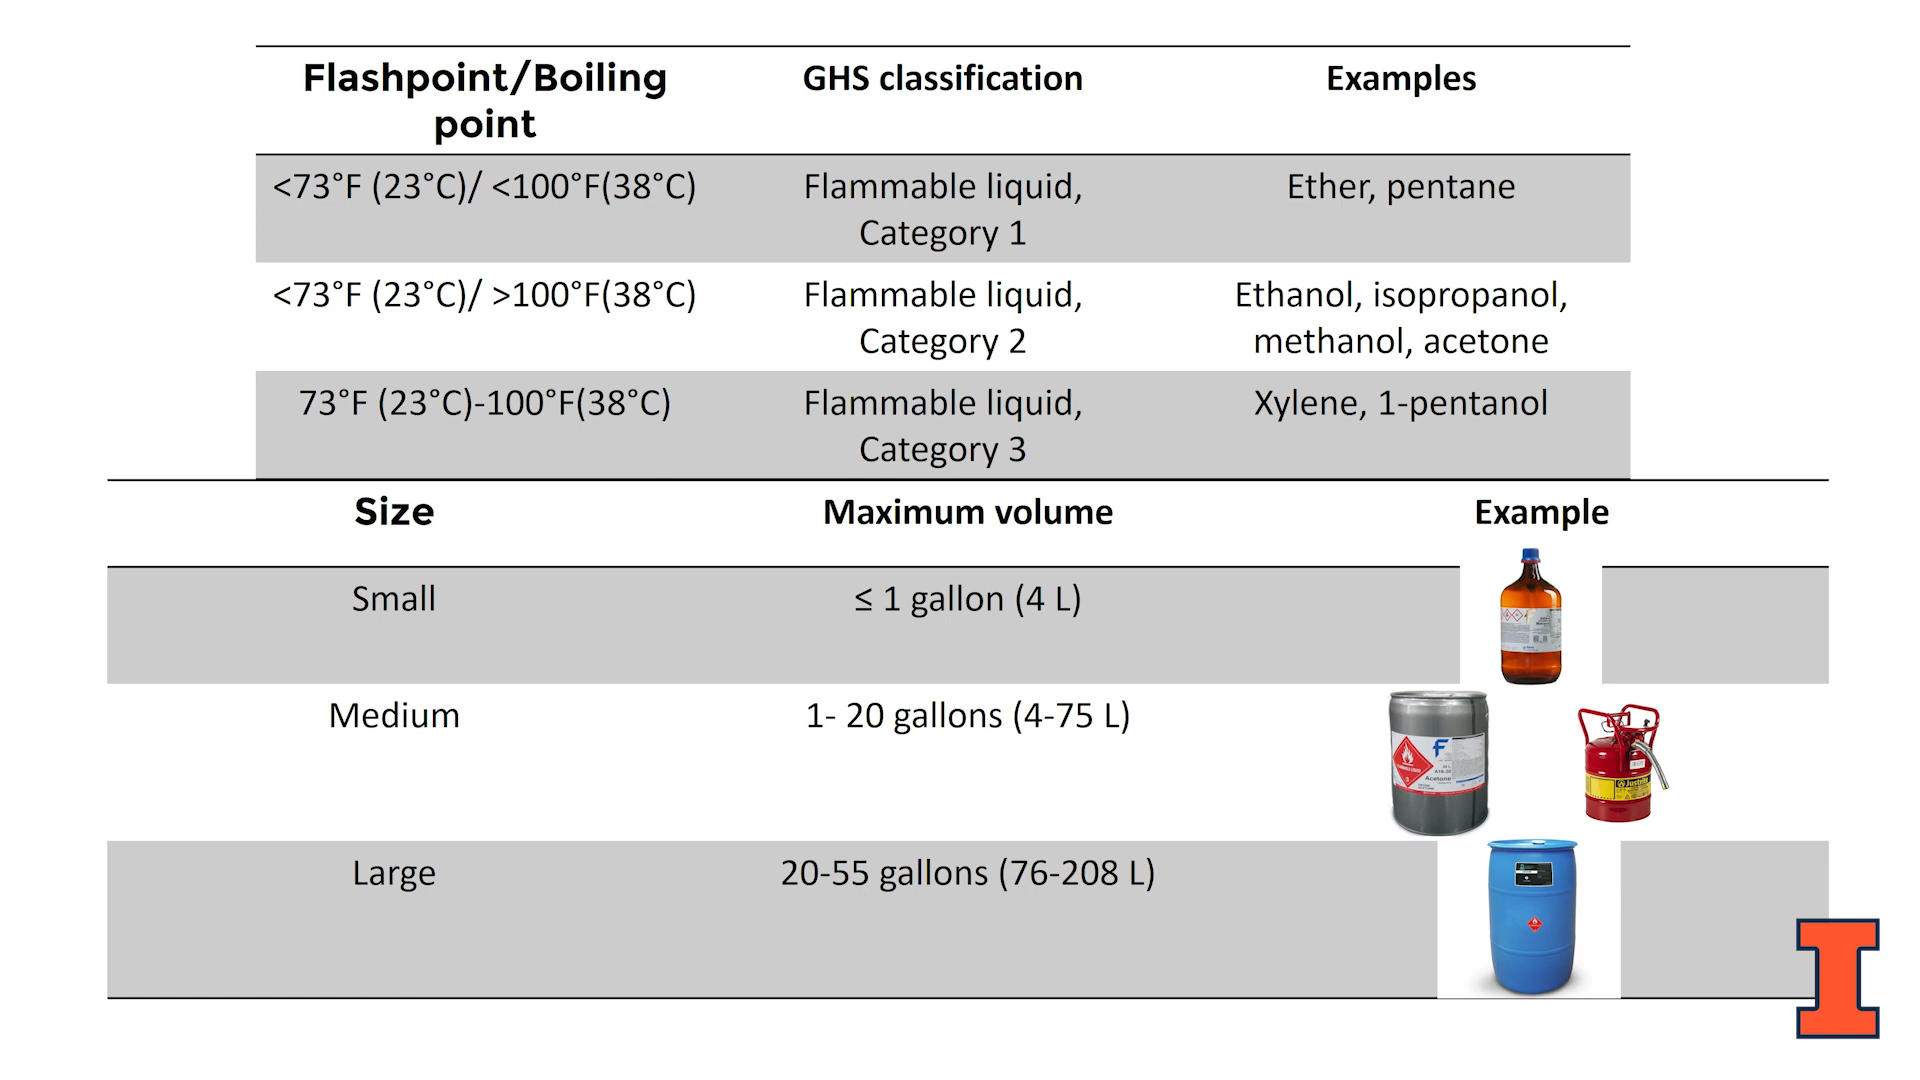 Flashpoint/Boiling point
GHS classification
Examples
<73°F (23°C)/ <100°F(38°C)
Flammable liquid, Category 1
Ether, pentane
<73°F (23°C)/ >100°F(38°C)
Flammable liquid, Category 2
Ethanol, isopropanol, methanol, acetone
73°F (23°C)-100°F(38°C)
Flammable liquid, Category 3
Xylene, 1-pentanol
Size
Maximum volume
Example
Small
≤ 1 gallon (4 L)
Medium
1- 20 gallons (4-75 L)
F
Acetone
Justrite
Large
20-55 gallons (76-208 L)
I